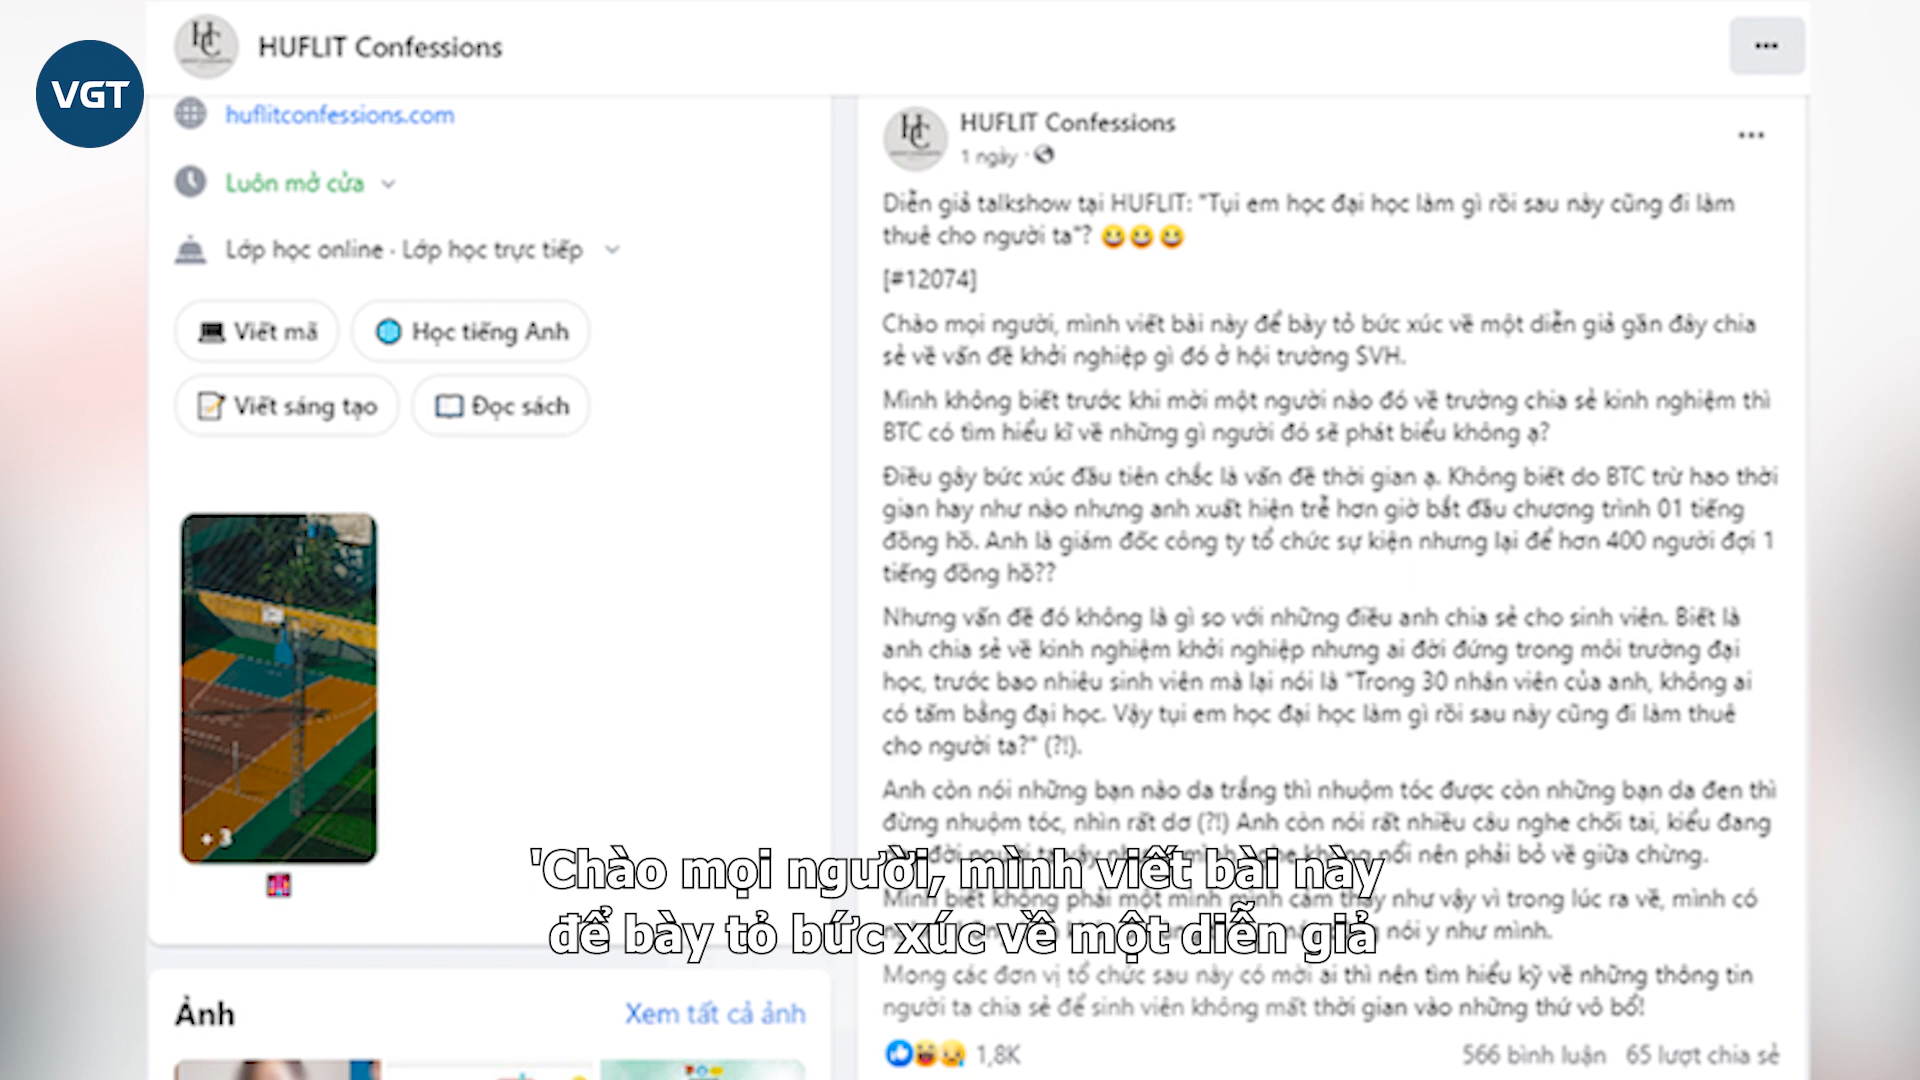 VGT
HUFLIT Confessions
huflitconfessions.com
Luôn mở cửa
Lớp học online · Lớp học trực tiếp
Viết mã
Học tiếng Anh
Viết sáng tạo
Đọc sách
+3
Ảnh
Xem tất cả ảnh
HUFLIT Confessions
1 ngày ·
Diễn giả talkshow tại HUFLIT: "Tụi em học đại học làm gì rồi sau này cũng đi làm
thuê cho người ta"? 😀😀😀
[#12074]
Chào mọi người, mình viết bài này để bày tỏ bức xúc về một diễn giả gần đây chia
sẻ về vấn đề khởi nghiệp gì đó ở hội trường SVH.
Mình không biết trước khi mời một người nào đó về trường chia sẻ kinh nghiệm thì
BTC có tìm hiểu kĩ về những gì người đó sẽ phát biểu không ạ?
Điều gây bức xúc đầu tiên chắc là vấn đề thời gian ạ. Không biết do BTC trừ hao thời
gian hay như nào nhưng anh xuất hiện trễ hơn giờ bắt đầu chương trình 01 tiếng
đồng hồ. Anh là giám đốc công ty tổ chức sự kiện nhưng lại để hơn 400 người đợi 1
tiếng đồng hồ??
Nhưng vấn đề đó không là gì so với những điều anh chia sẻ cho sinh viên. Biết là
anh chia sẻ về kinh nghiệm khởi nghiệp nhưng ai đời đứng trong môi trường đại
học, trước bao nhiêu sinh viên mà lại nói là "Trong 30 nhân viên của anh, không ai
có tấm bằng đại học. Vậy tụi em học đại học làm gì rồi sau này cũng đi làm thuê
cho người ta?" (?!).
Anh còn nói những bạn nào da trắng thì nhuộm tóc được còn những bạn da đen thì
đừng nhuộm tóc, nhìn rất dơ (?!) Anh còn nói rất nhiều câu nghe chối tai, kiểu đang
nổi nên phải bỏ về giữa chừng.
Mình biết không phải một mình mình cảm thấy như vậy vì trong lúc ra về, mình có
nói y như mình.
Mong các đơn vị tổ chức sau này có mời ai thì nên tìm hiểu kỹ về những thông tin
người ta chia sẻ để sinh viên không mất thời gian vào những thứ vô bổ!
1,8K
566 bình luận 65 lượt chia sẻ
'Chào mọi người, mình viết bài này
để bày tỏ bức xúc về một diễn giả